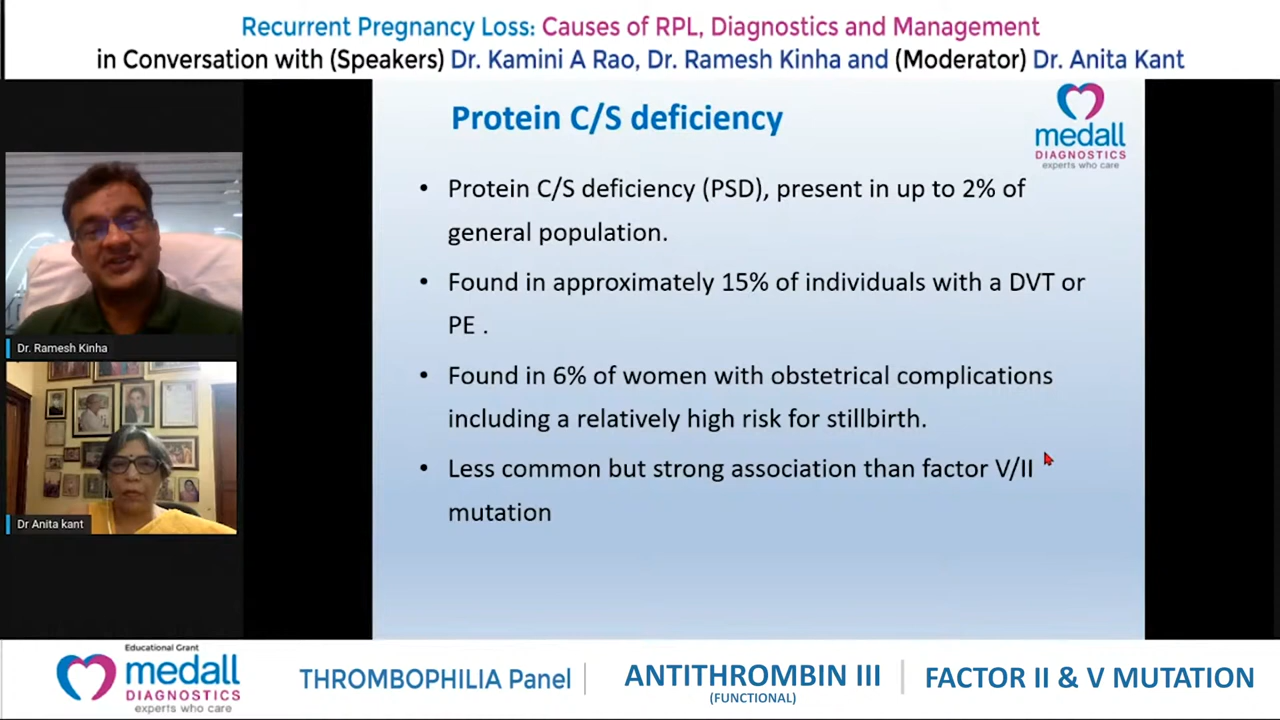 Recurrent Pregnancy Loss: Causes of RPL, Diagnostics and Management
in Conversation with (Speakers) Dr. Kamini A Rao, Dr. Ramesh Kinha and (Moderator) Dr. Anita Kant
Protein C/S deficiency
medall
DIAGNOSTICS
experts who care
• Protein C/S deficiency (PSD), present in up to 2% of
general population.
• Found in approximately 15% of individuals with a DVT or
PE .
• Found in 6% of women with obstetrical complications
including a relatively high risk for stillbirth.
• Less common but strong association than factor V/II
mutation
Dr. Ramesh Kinha
Dr Anita kant
Educational Grant
medall
DIAGNOSTICS
experts who care
THROMBOPHILIA Panel
ANTITHROMBIN III
(FUNCTIONAL)
FACTOR II & V MUTATION